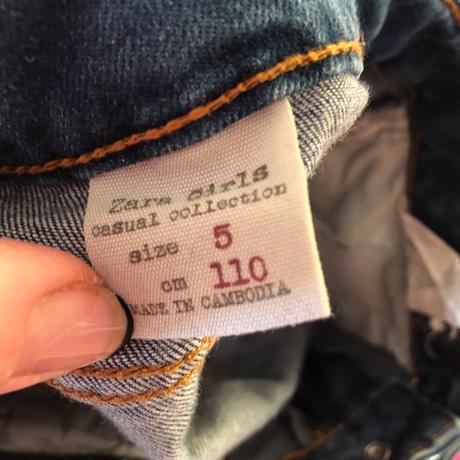 Zara girls
casual collection
size 5
cm 110
MADE IN CAMBODIA